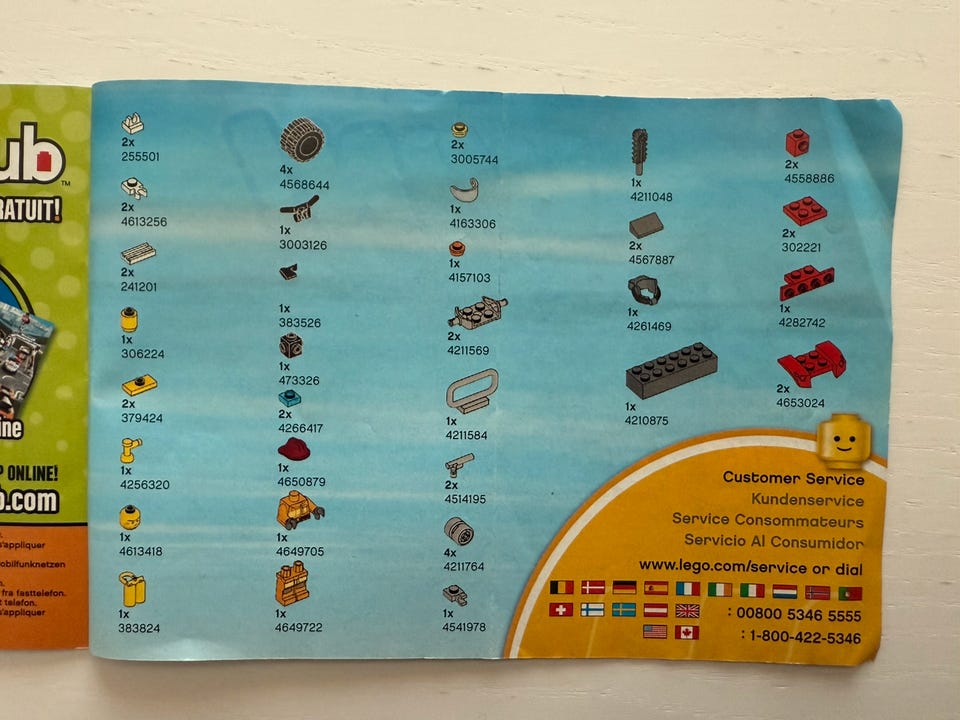 ub
TM
RATUIT!
ine
P ONLINE!
b.com
s'appliquer
obilfunknetzen
n.
fra fasttelefon.
t telefon.
s'appliquer
2x
255501
2x
4613256
2x
241201
1x
306224
2x
379424
1x
4256320
1x
4613418
1x
383824
4x
4568644
1x
3003126
1x
383526
1x
473326
2x
4266417
1x
4650879
1x
4649705
1x
4649722
2x
3005744
1x
4163306
1x
4157103
2x
4211569
1x
4211584
2x
4514195
4x
4211764
1x
4541978
1x
4211048
2x
4567887
1x
4261469
1x
4210875
2x
4558886
2x
302221
1x
4282742
2x
4653024
Customer Service
Kundenservice
Service Consommateurs
Servicio Al Consumidor
www.lego.com/service or dial
: 00800 5346 5555
: 1-800-422-5346